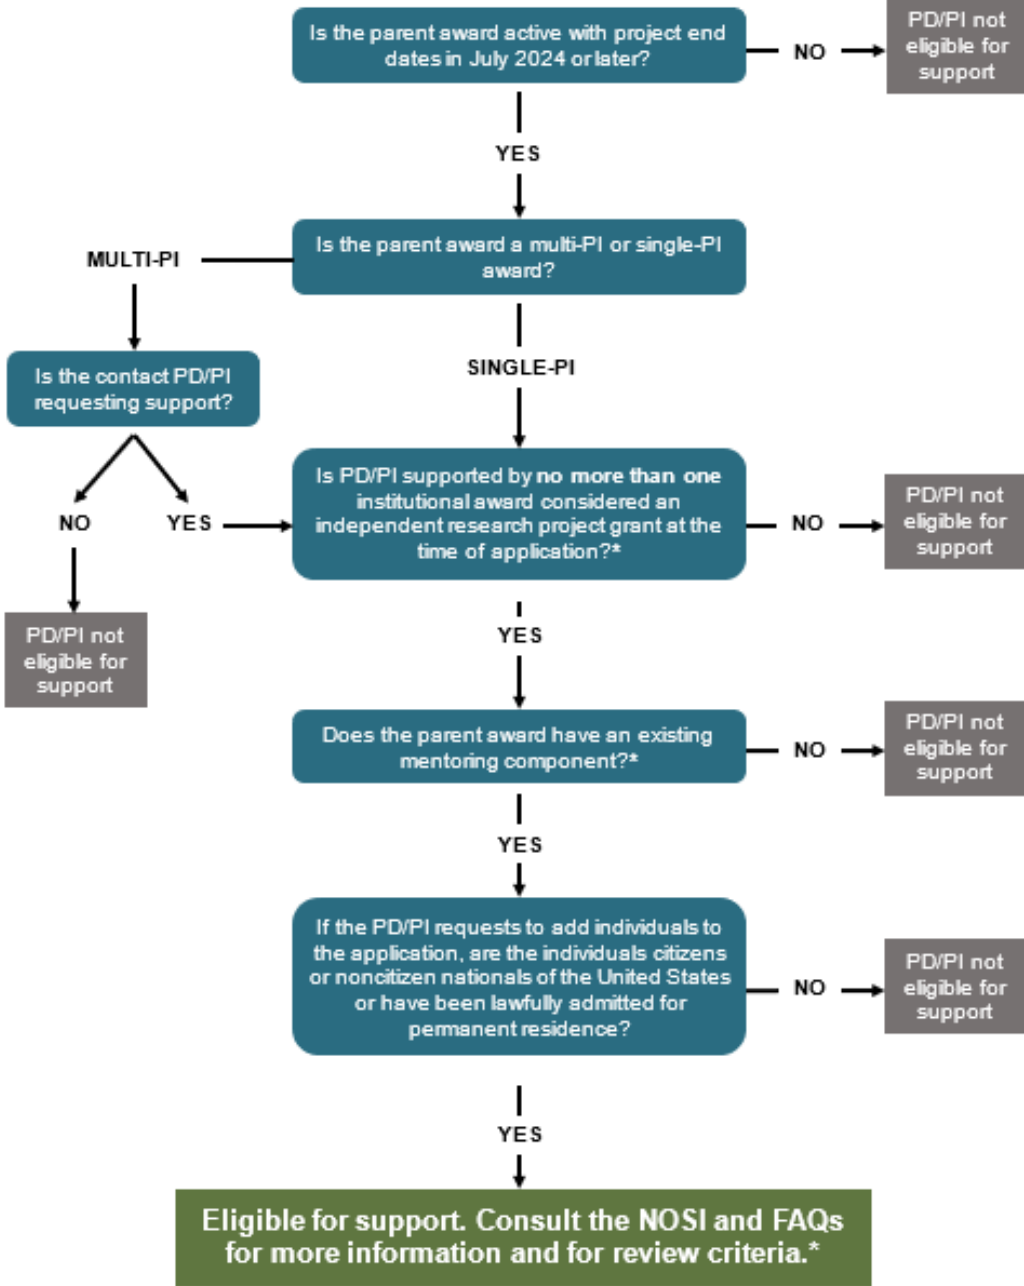 Is the parent award active with project end
dates in July 2024 or later?
NO
PD/PI not
eligible for
support
YES
Is the parent award a multi-PI or single-PI
award?
MULTI-PI
SINGLE-PI
Is the contact PD/PI
requesting support?
NO
YES
PD/PI not
eligible for
support
Is PD/PI supported by no more than one
institutional award considered an
independent research project grant at the
time of application?*
NO
PD/PI not
eligible for
support
YES
Does the parent award have an existing
mentoring component?*
NO
PD/PI not
eligible for
support
YES
If the PD/PI requests to add individuals to
the application, are the individuals citizens
or noncitizen nationals of the United States
or have been lawfully admitted for
permanent residence?
NO
PD/PI not
eligible for
support
YES
Eligible for support. Consult the NOSI and FAQs
for more information and for review criteria.*